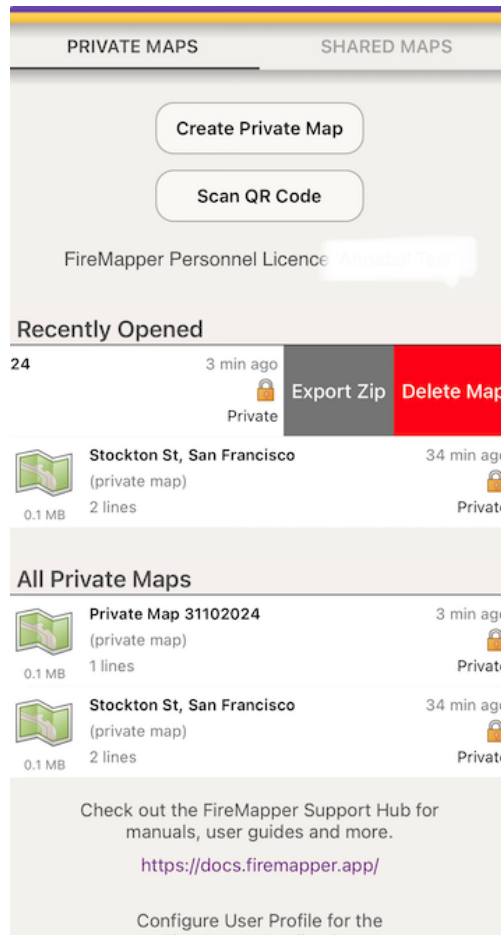 PRIVATE MAPS SHARED MAPS
Create Private Map
Scan QR Code
FireMapper Personnel Licence
Recently Opened
24 3 min ago
Private
Export Zip Delete Map
Stockton St, San Francisco 34 min ago
(private map)
0.1 MB 2 lines Private
All Private Maps
Private Map 31102024 3 min ago
(private map)
0.1 MB 1 lines Private
Stockton St, San Francisco 34 min ago
(private map)
0.1 MB 2 lines Private
Check out the FireMapper Support Hub for
manuals, user guides and more.
https://docs.firemapper.app/
Configure User Profile for the